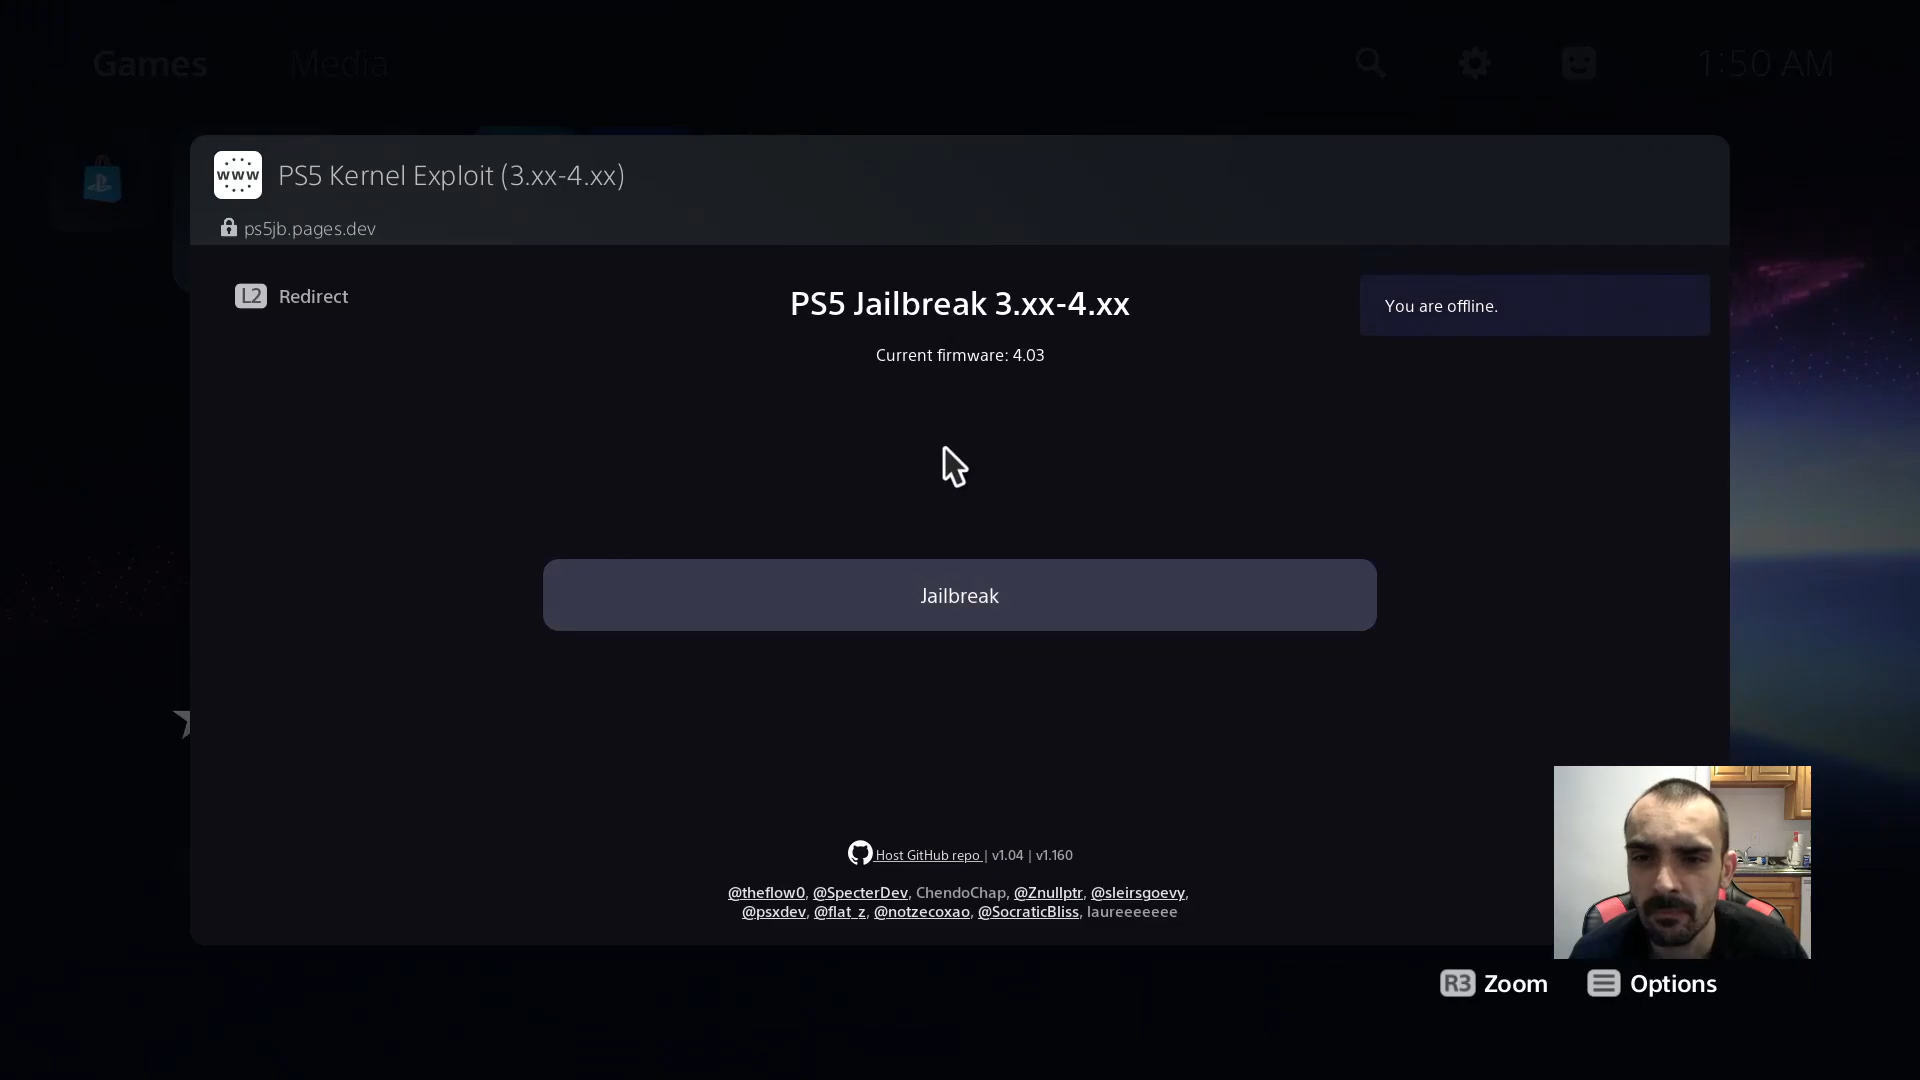 Games Media 1:50 AM
www PS5 Kernel Exploit (3.xx-4.xx)
ps5jb.pages.dev
L2 Redirect
PS5 Jailbreak 3.xx-4.xx
You are offline.
Current firmware: 4.03
Jailbreak
Host GitHub repo | v1.04 | v1.160
@theflow0, @SpecterDev, ChendoChap, @Znullptr, @sleirsgoevy,
@psxdev, @flat_z, @notzecoxao, @SocraticBliss, laureeeeeee
R3 Zoom Options